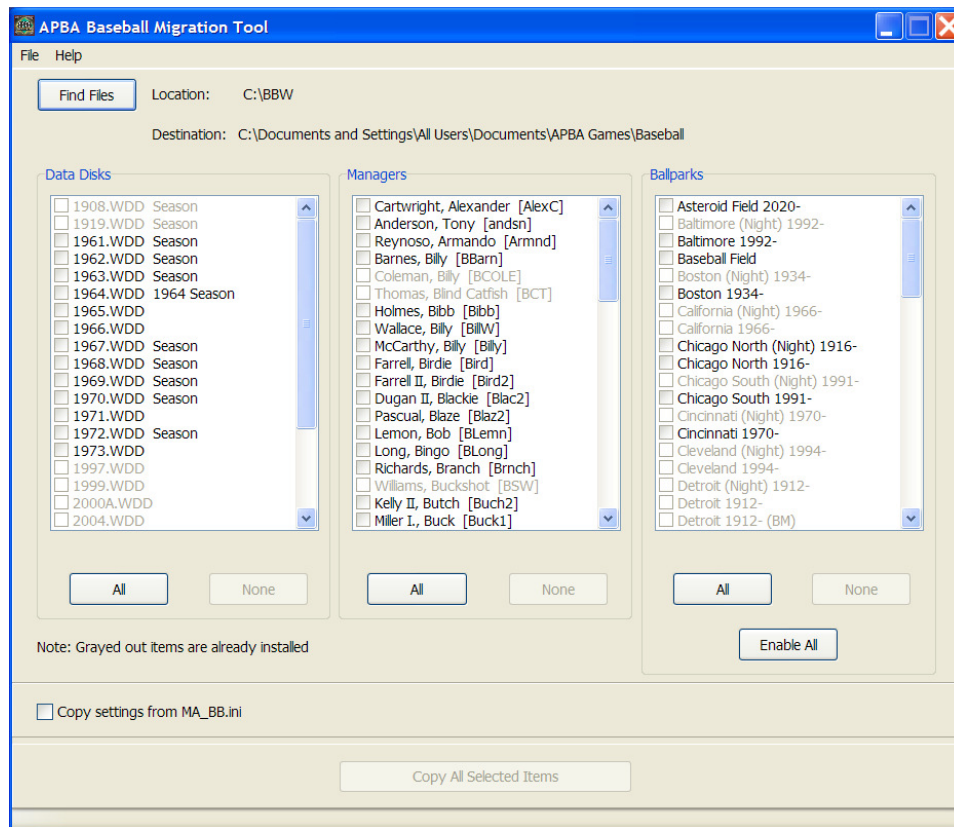 APBA Baseball Migration Tool
File Help
Find Files Location: C:\BBW
Destination: C:\Documents and Settings\All Users\Documents\APBA Games\Baseball
Data Disks
1908.WDD Season
1919.WDD Season
1961.WDD Season
1962.WDD Season
1963.WDD Season
1964.WDD 1964 Season
1965.WDD
1966.WDD
1967.WDD Season
1968.WDD Season
1969.WDD Season
1970.WDD Season
1971.WDD
1972.WDD Season
1973.WDD
1997.WDD
1999.WDD
2000A.WDD
2004.WDD
All None
Managers
Cartwright, Alexander [AlexC]
Anderson, Tony [andsn]
Reynoso, Armando [Armnd]
Barnes, Billy [BBarn]
Coleman, Billy [BCOLE]
Thomas, Blind Catfish [BCT]
Holmes, Bibb [Bibb]
Wallace, Billy [BillW]
McCarthy, Billy [Billy]
Farrell, Birdie [Bird]
Farrell II, Birdie [Bird2]
Dugan II, Blackie [Blac2]
Pascual, Blaze [Blaz2]
Lemon, Bob [BLemn]
Long, Bingo [BLong]
Richards, Branch [Brnch]
Williams, Buckshot [BSW]
Kelly II, Butch [Buch2]
Miller I., Buck [Buck1]
All None
Ballparks
Asteroid Field 2020-
Baltimore (Night) 1992-
Baltimore 1992-
Baseball Field
Boston (Night) 1934-
Boston 1934-
California (Night) 1966-
California 1966-
Chicago North (Night) 1916-
Chicago North 1916-
Chicago South (Night) 1991-
Chicago South 1991-
Cincinnati (Night) 1970-
Cincinnati 1970-
Cleveland (Night) 1994-
Cleveland 1994-
Detroit (Night) 1912-
Detroit 1912-
Detroit 1912- (BM)
All None
Enable All
Note: Grayed out items are already installed
Copy settings from MA_BB.ini
Copy All Selected Items